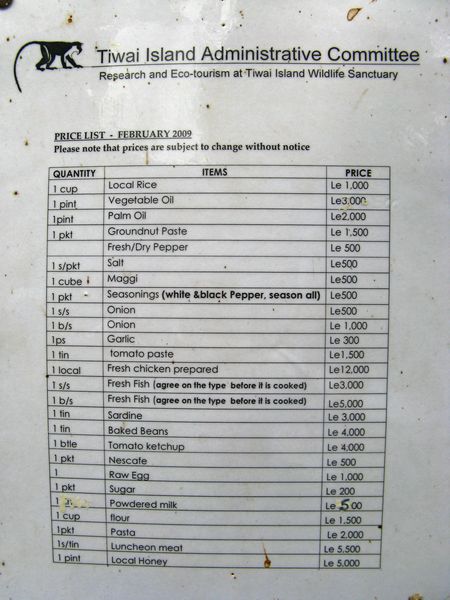 Tiwai Island Administrative Committee
Research and Eco-tourism at Tiwai Island Wildlife Sanctuary
PRICE LIST - FEBRUARY 2009
Please note that prices are subject to change without notice
QUANTITY ITEMS PRICE
1 cup Local Rice Le 1,000
1 pint Vegetable Oil Le3,000
1pint Palm Oil Le2,000
1 pkt Groundnut Paste Le 1,500
Fresh/Dry Pepper Le 500
1 s/pkt Salt Le500
1 cube Maggi Le500
1 pkt Seasonings (white &black Pepper, season all) Le500
1 s/s Onion Le500
1 b/s Onion Le 1,000
1ps Garlic Le 300
1 tin tomato paste Le1,500
1 local Fresh chicken prepared Le12,000
1 s/s Fresh Fish (agree on the type before it is cooked) Le3,000
1 b/s Fresh Fish (agree on the type before it is cooked) Le5,000
1 tin Sardine Le 3,000
1 tin Baked Beans Le 4,000
1 btle Tomato ketchup Le 4,000
1 pkt Nescafe Le 500
1 Raw Egg Le 1,000
1 pkt Sugar Le 200
1 Powdered milk Le 500
1 cup flour Le 1,500
1pkt Pasta Le 2,000
1s/tin Luncheon meat Le 5,500
1 pint Local Honey Le 5,000